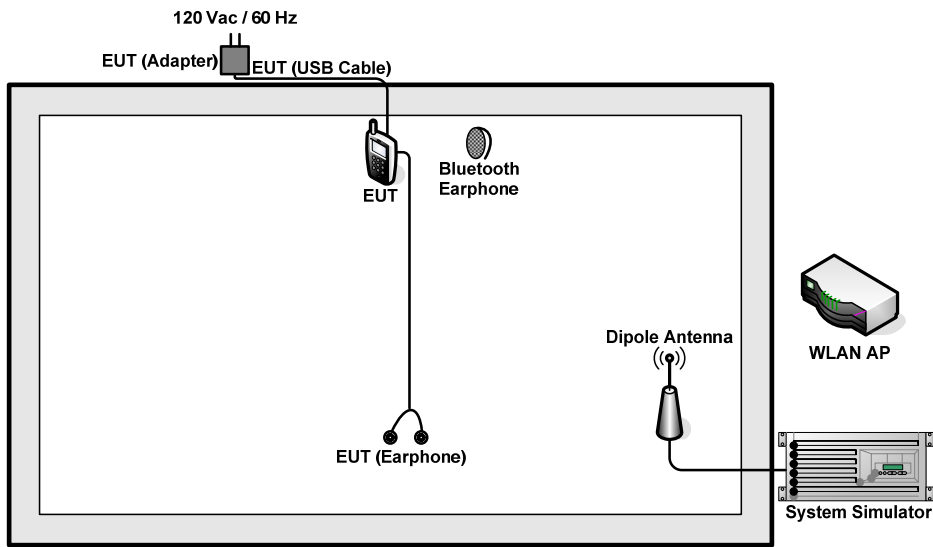 120 Vac / 60 Hz
EUT (Adapter)
EUT (USB Cable)
EUT
Bluetooth
Earphone
WLAN AP
Dipole Antenna
EUT (Earphone)
System Simulator